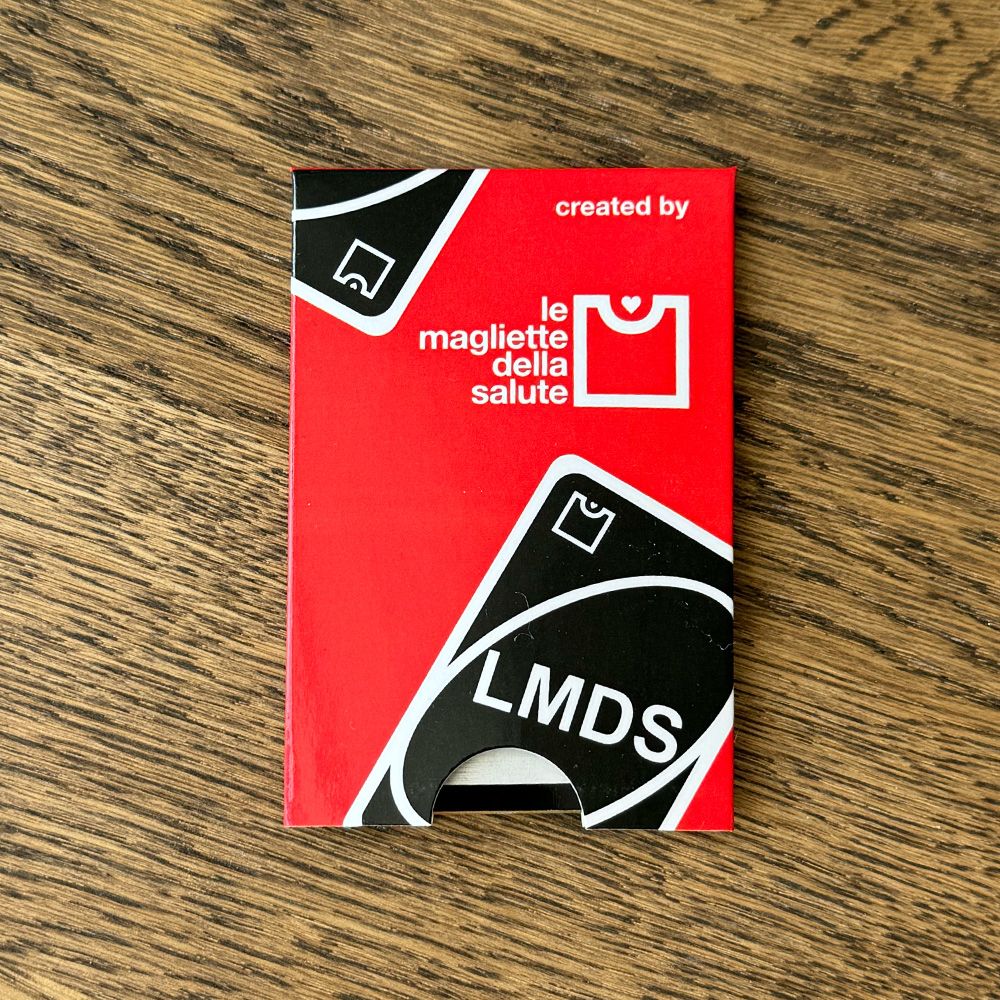 created by
le
magliette
della
salute
LMDS